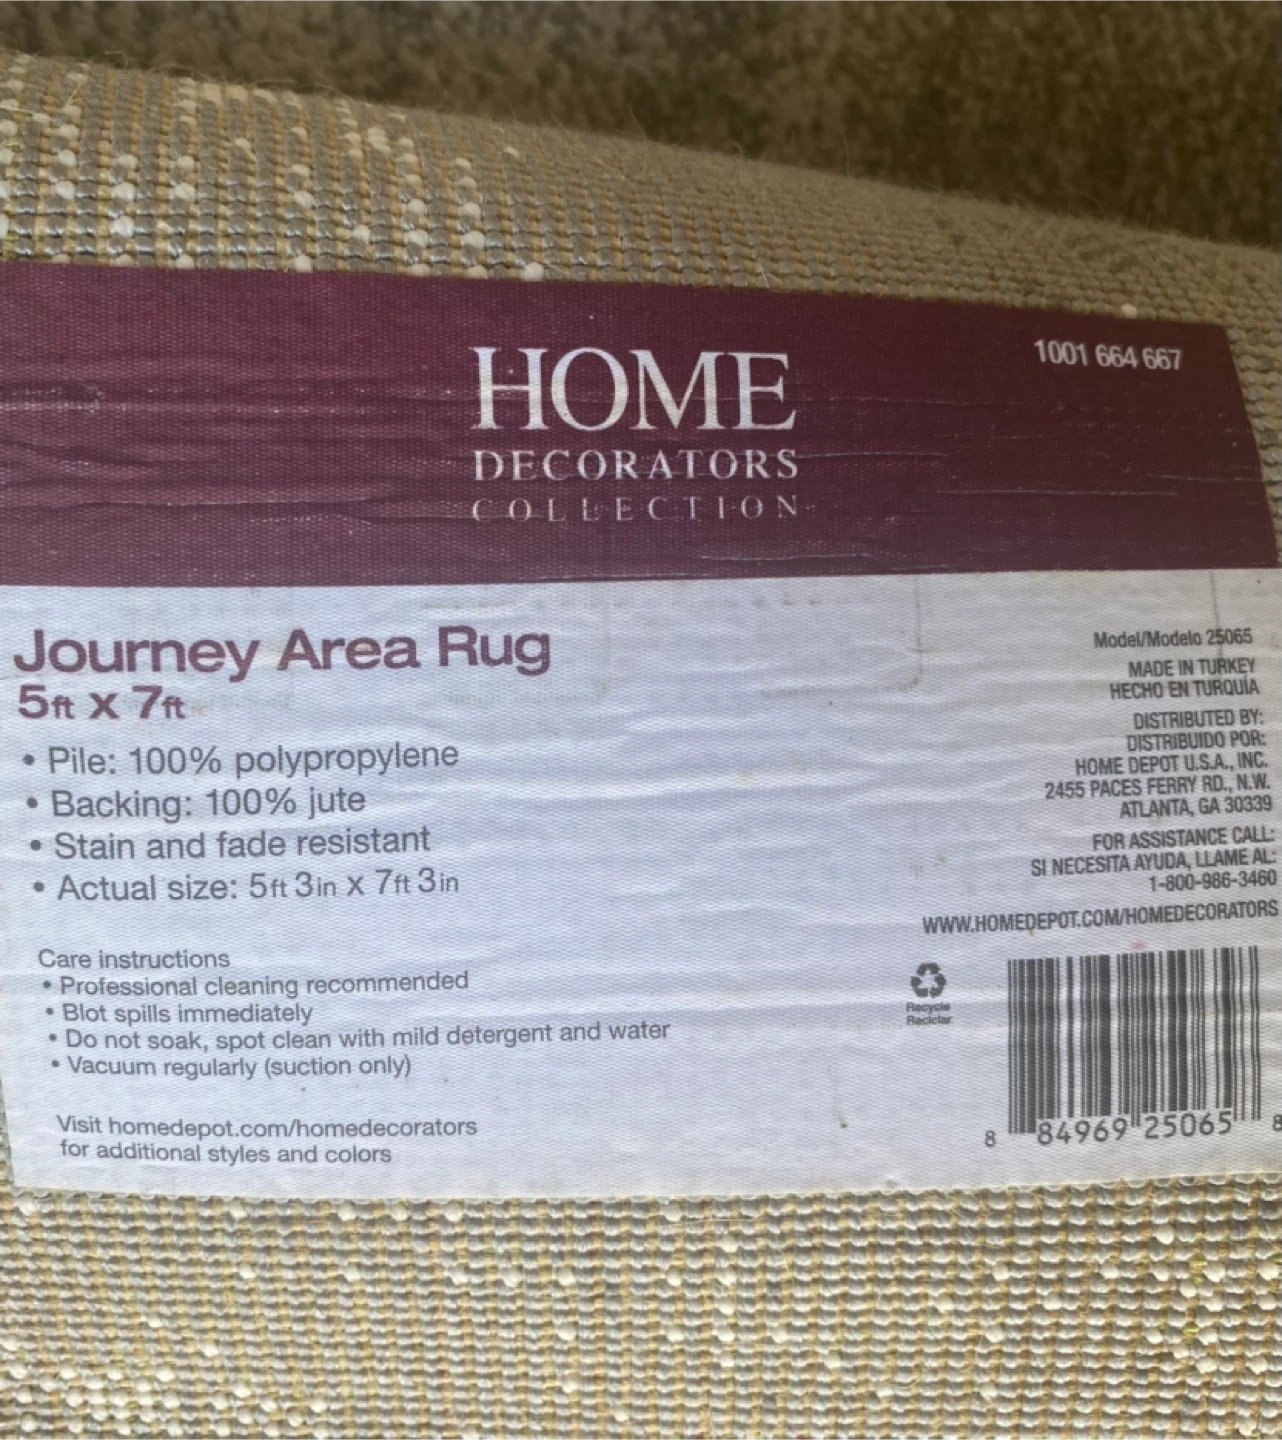 1001 664 667
HOME
DECORATORS
COLLECTION
Journey Area Rug
5ft X 7ft
• Pile: 100% polypropylene
• Backing: 100% jute
• Stain and fade resistant
• Actual size: 5ft 3in X 7ft 3in
Care instructions
• Professional cleaning recommended
• Blot spills immediately
• Do not soak, spot clean with mild detergent and water
• Vacuum regularly (suction only)
Visit homedepot.com/homedecorators
for additional styles and colors
Model/Modelo 25065
MADE IN TURKEY
HECHO EN TURQUÍA
DISTRIBUTED BY:
DISTRIBUIDO POR:
HOME DEPOT U.S.A., INC.
2455 PACES FERRY RD., N.W.
ATLANTA, GA 30339
FOR ASSISTANCE CALL:
SI NECESITA AYUDA, LLAME AL:
1-800-986-3460
WWW.HOMEDEPOT.COM/HOMEDECORATORS
Recycle
Reciclar
8 84969 25065 8